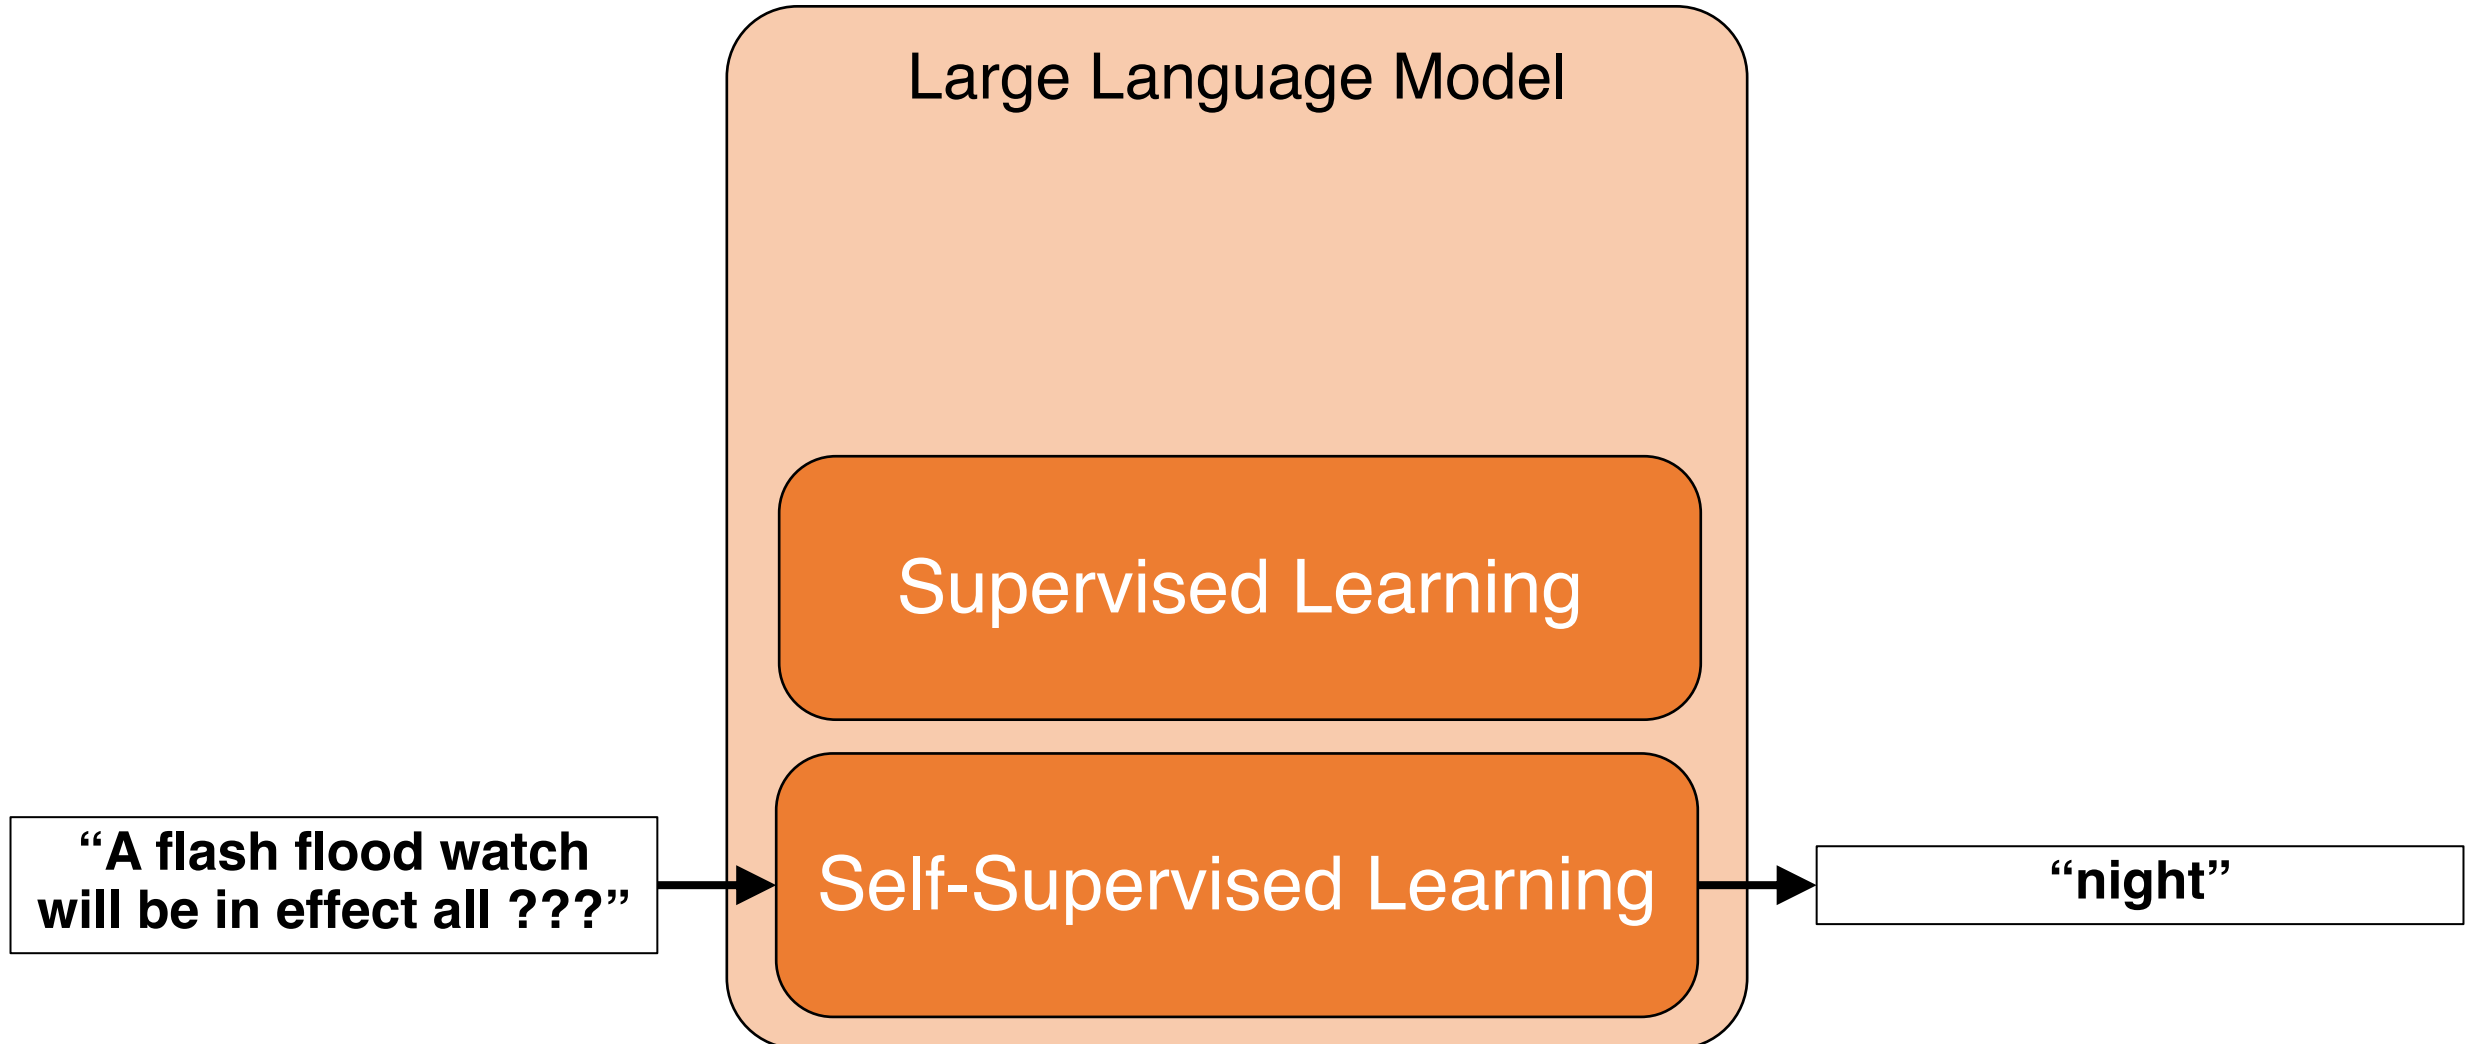 Large Language Model
Supervised Learning
“A flash flood watch
will be in effect all ???”
Self-Supervised Learning
“night”